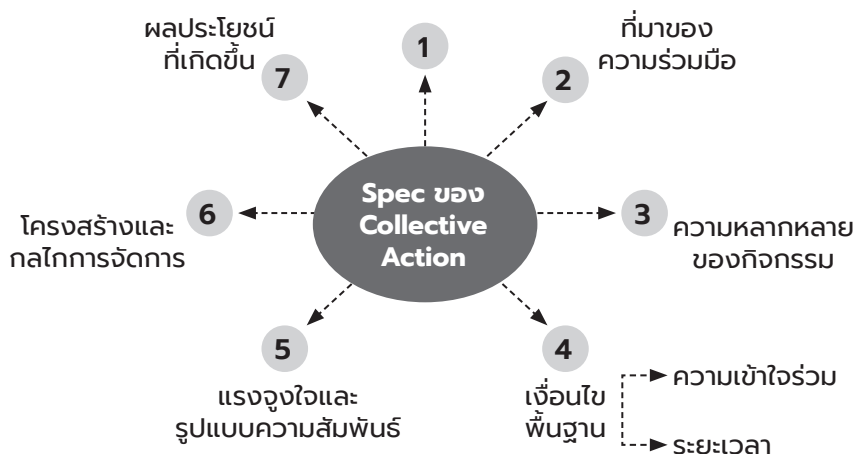 Spec ของ
Collective
Action
1
2
ที่มาของ
ความร่วมมือ
3
ความหลากหลาย
ของกิจกรรม
4
เงื่อนไข
พื้นฐาน
ความเข้าใจร่วม
ระยะเวลา
5
แรงจูงใจและ
รูปแบบความสัมพันธ์
6
โครงสร้างและ
กลไกการจัดการ
7
ผลประโยชน์
ที่เกิดขึ้น